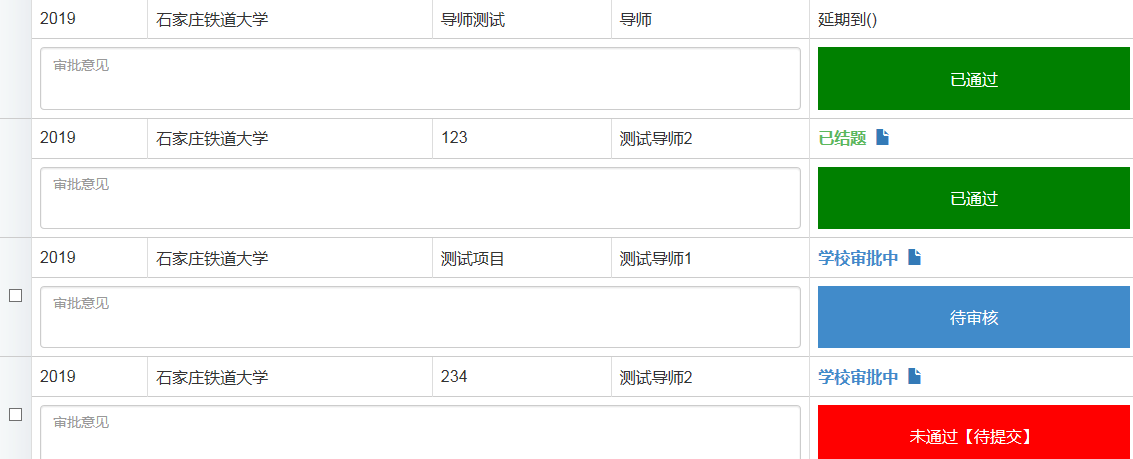 2019 石家庄铁道大学 导师测试 导师 延期到()
审批意见 已通过
2019 石家庄铁道大学 123 测试导师2 已结题
审批意见 已通过
2019 石家庄铁道大学 测试项目 测试导师1 学校审批中
审批意见 待审核
2019 石家庄铁道大学 234 测试导师2 学校审批中
审批意见 未通过【待提交】